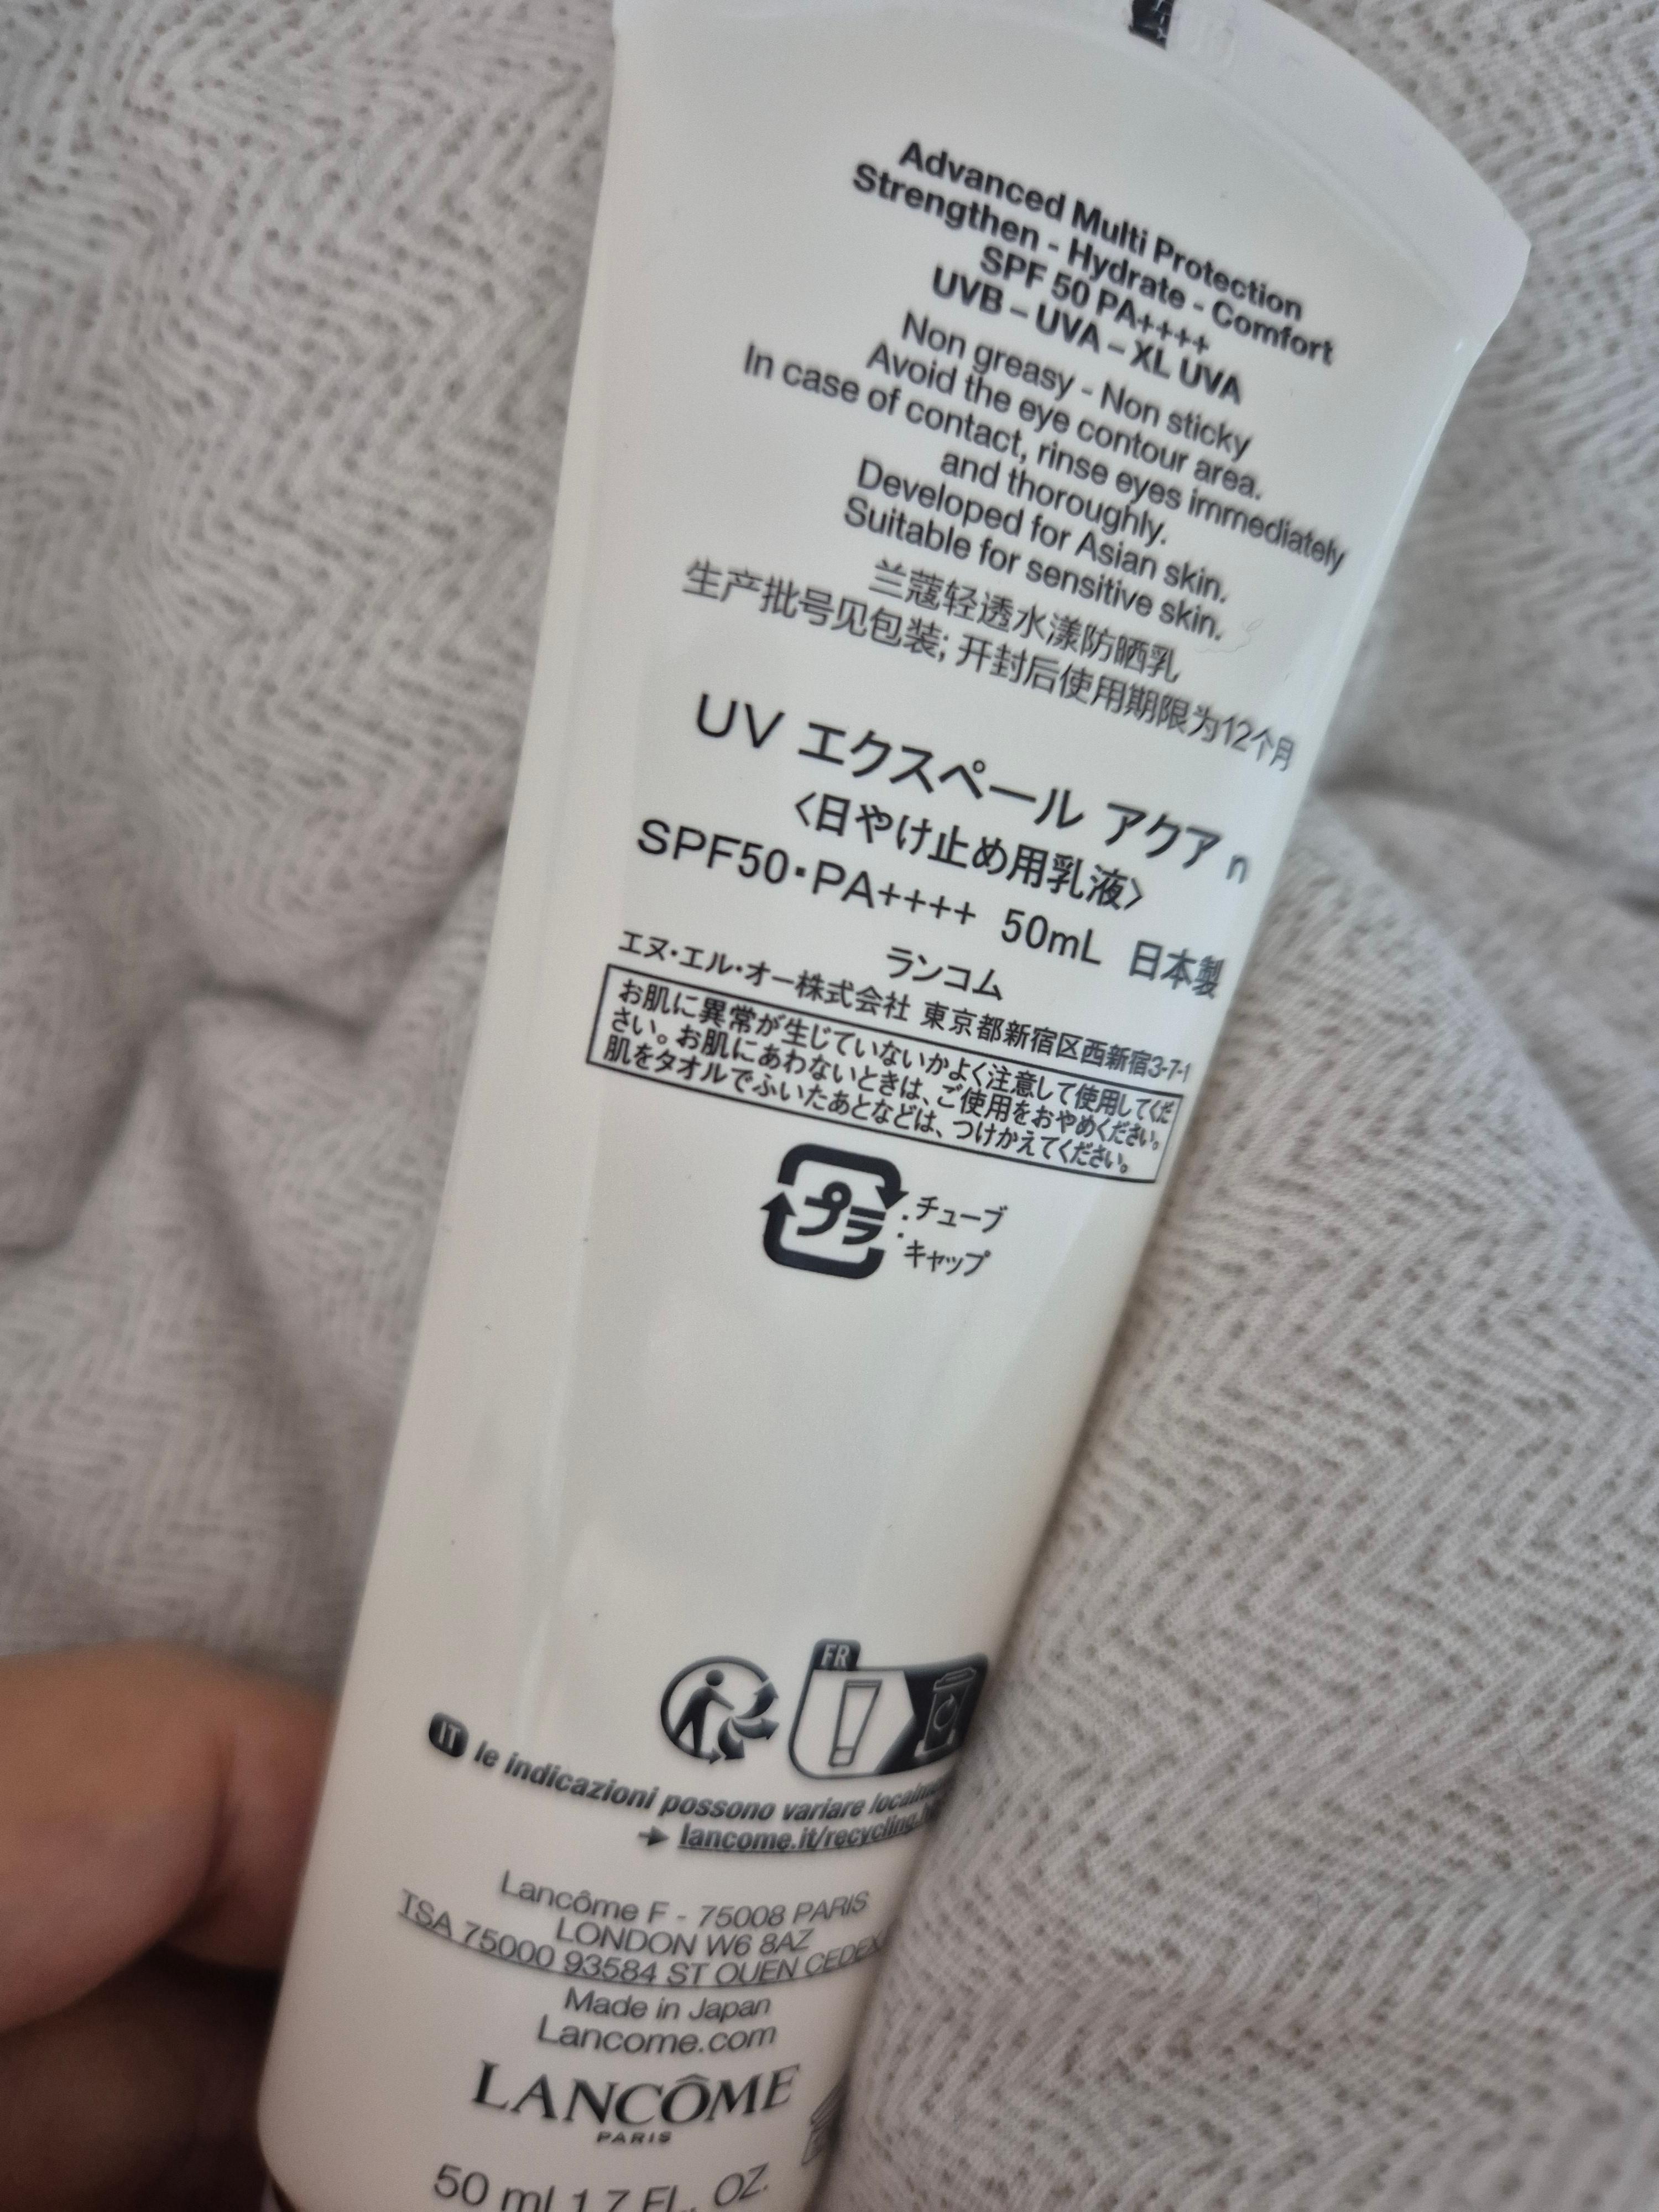 Advanced Multi Protection
Strengthen - Hydrate - Comfort
SPF 50 PA++++
UVB – UVA – XL UVA
Non greasy - Non sticky
Avoid the eye contour area.
In case of contact, rinse eyes immediately
and thoroughly.
Developed for Asian skin.
Suitable for sensitive skin.
兰蔻轻透水漾防晒乳
生产批号见包装; 开封后使用期限为12个月
UV エクスペール アクア n
〈日やけ止め用乳液〉
SPF50・PA++++ 50mL 日本製
ランコム
エヌ・エル・オー株式会社 東京都新宿区西新宿3-7-1
お肌に異常が生じていないかよく注意して使用してくだ
さい。お肌にあわないときは、ご使用をおやめください。
肌をタオルでふいたあとなどは、つけかえてください。
プラ
チューブ
キャップ
FR
IT le indicazioni possono variare
lancome.it/recycling
Lancôme F - 75008 PARIS
LONDON W6 8AZ
TSA 75000 93584 ST OUEN CEDEX
Made in Japan
Lancome.com
LANCÔME
PARIS
50 ml 1.7 FL. OZ.